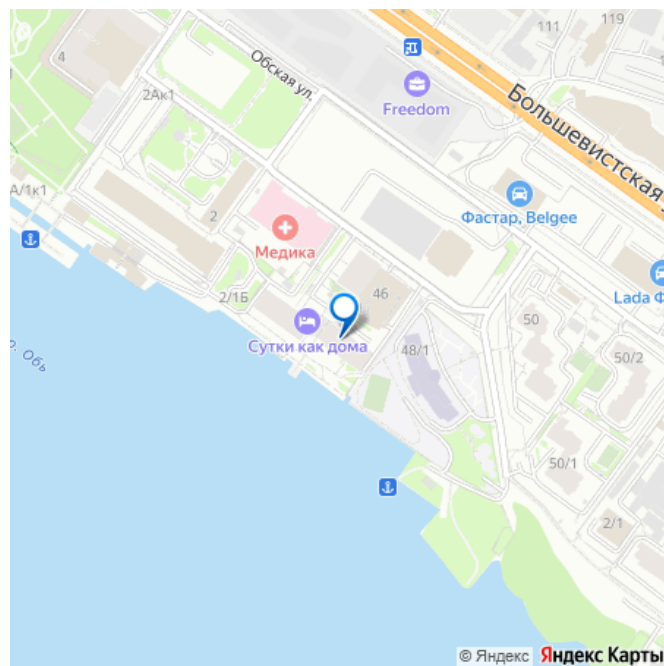 119
111
4
Обская ул.
Freedom
Большевистская
2Ак1
А/1к1
2
Фастар, Belgee
Медика
46
2/1Б
Lada Ф
50
Сутки как дома
48/1
50/2
р. Обь
50/1
2/1
© Яндекс Яндекс Карты